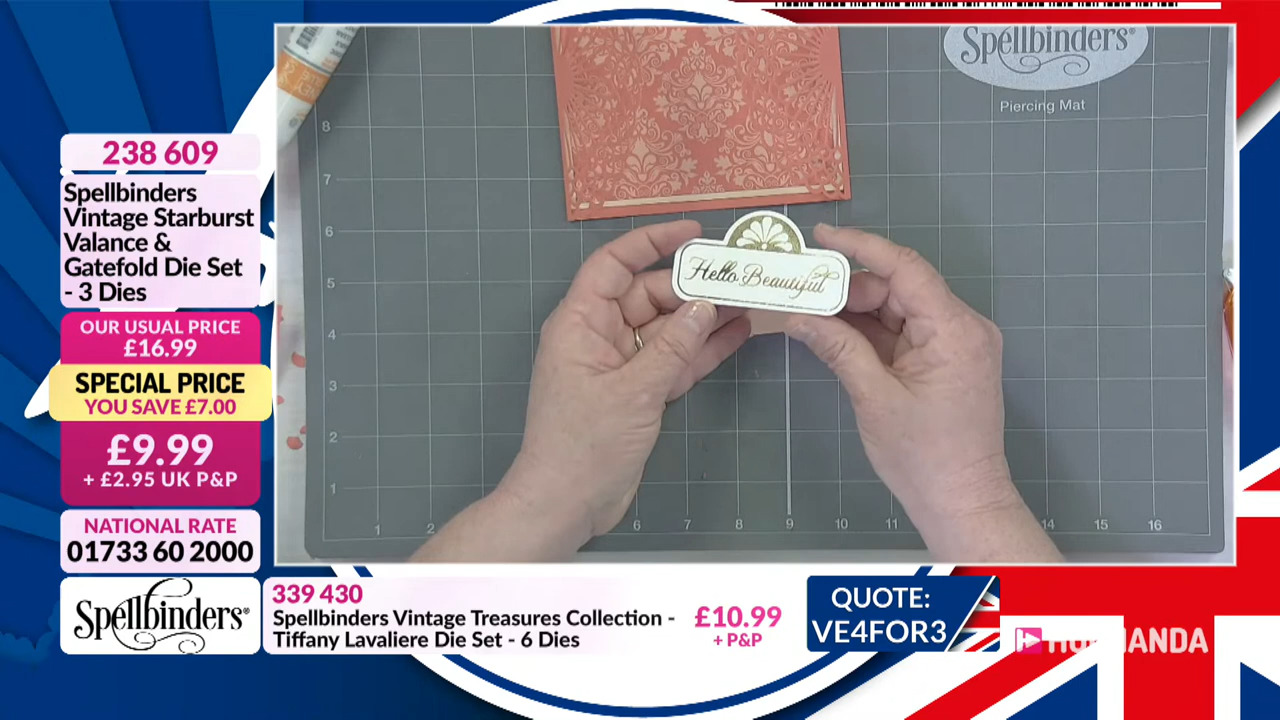 238 609
Spellbinders
Vintage Starburst
Valance &
Gatefold Die Set
- 3 Dies
OUR USUAL PRICE
£16.99
SPECIAL PRICE
YOU SAVE £7.00
£9.99
+ £2.95 UK P&P
NATIONAL RATE
01733 60 2000
Spellbinders®
339 430
Spellbinders Vintage Treasures Collection -
Tiffany Lavaliere Die Set - 6 Dies
£10.99
+ P&P
QUOTE:
VE4FOR3
Spellbinders®
Piercing Mat
Hello Beautiful
8
7
6
5
4
3
2
1
1 2 6 7 8 9 10 11 14 15 16